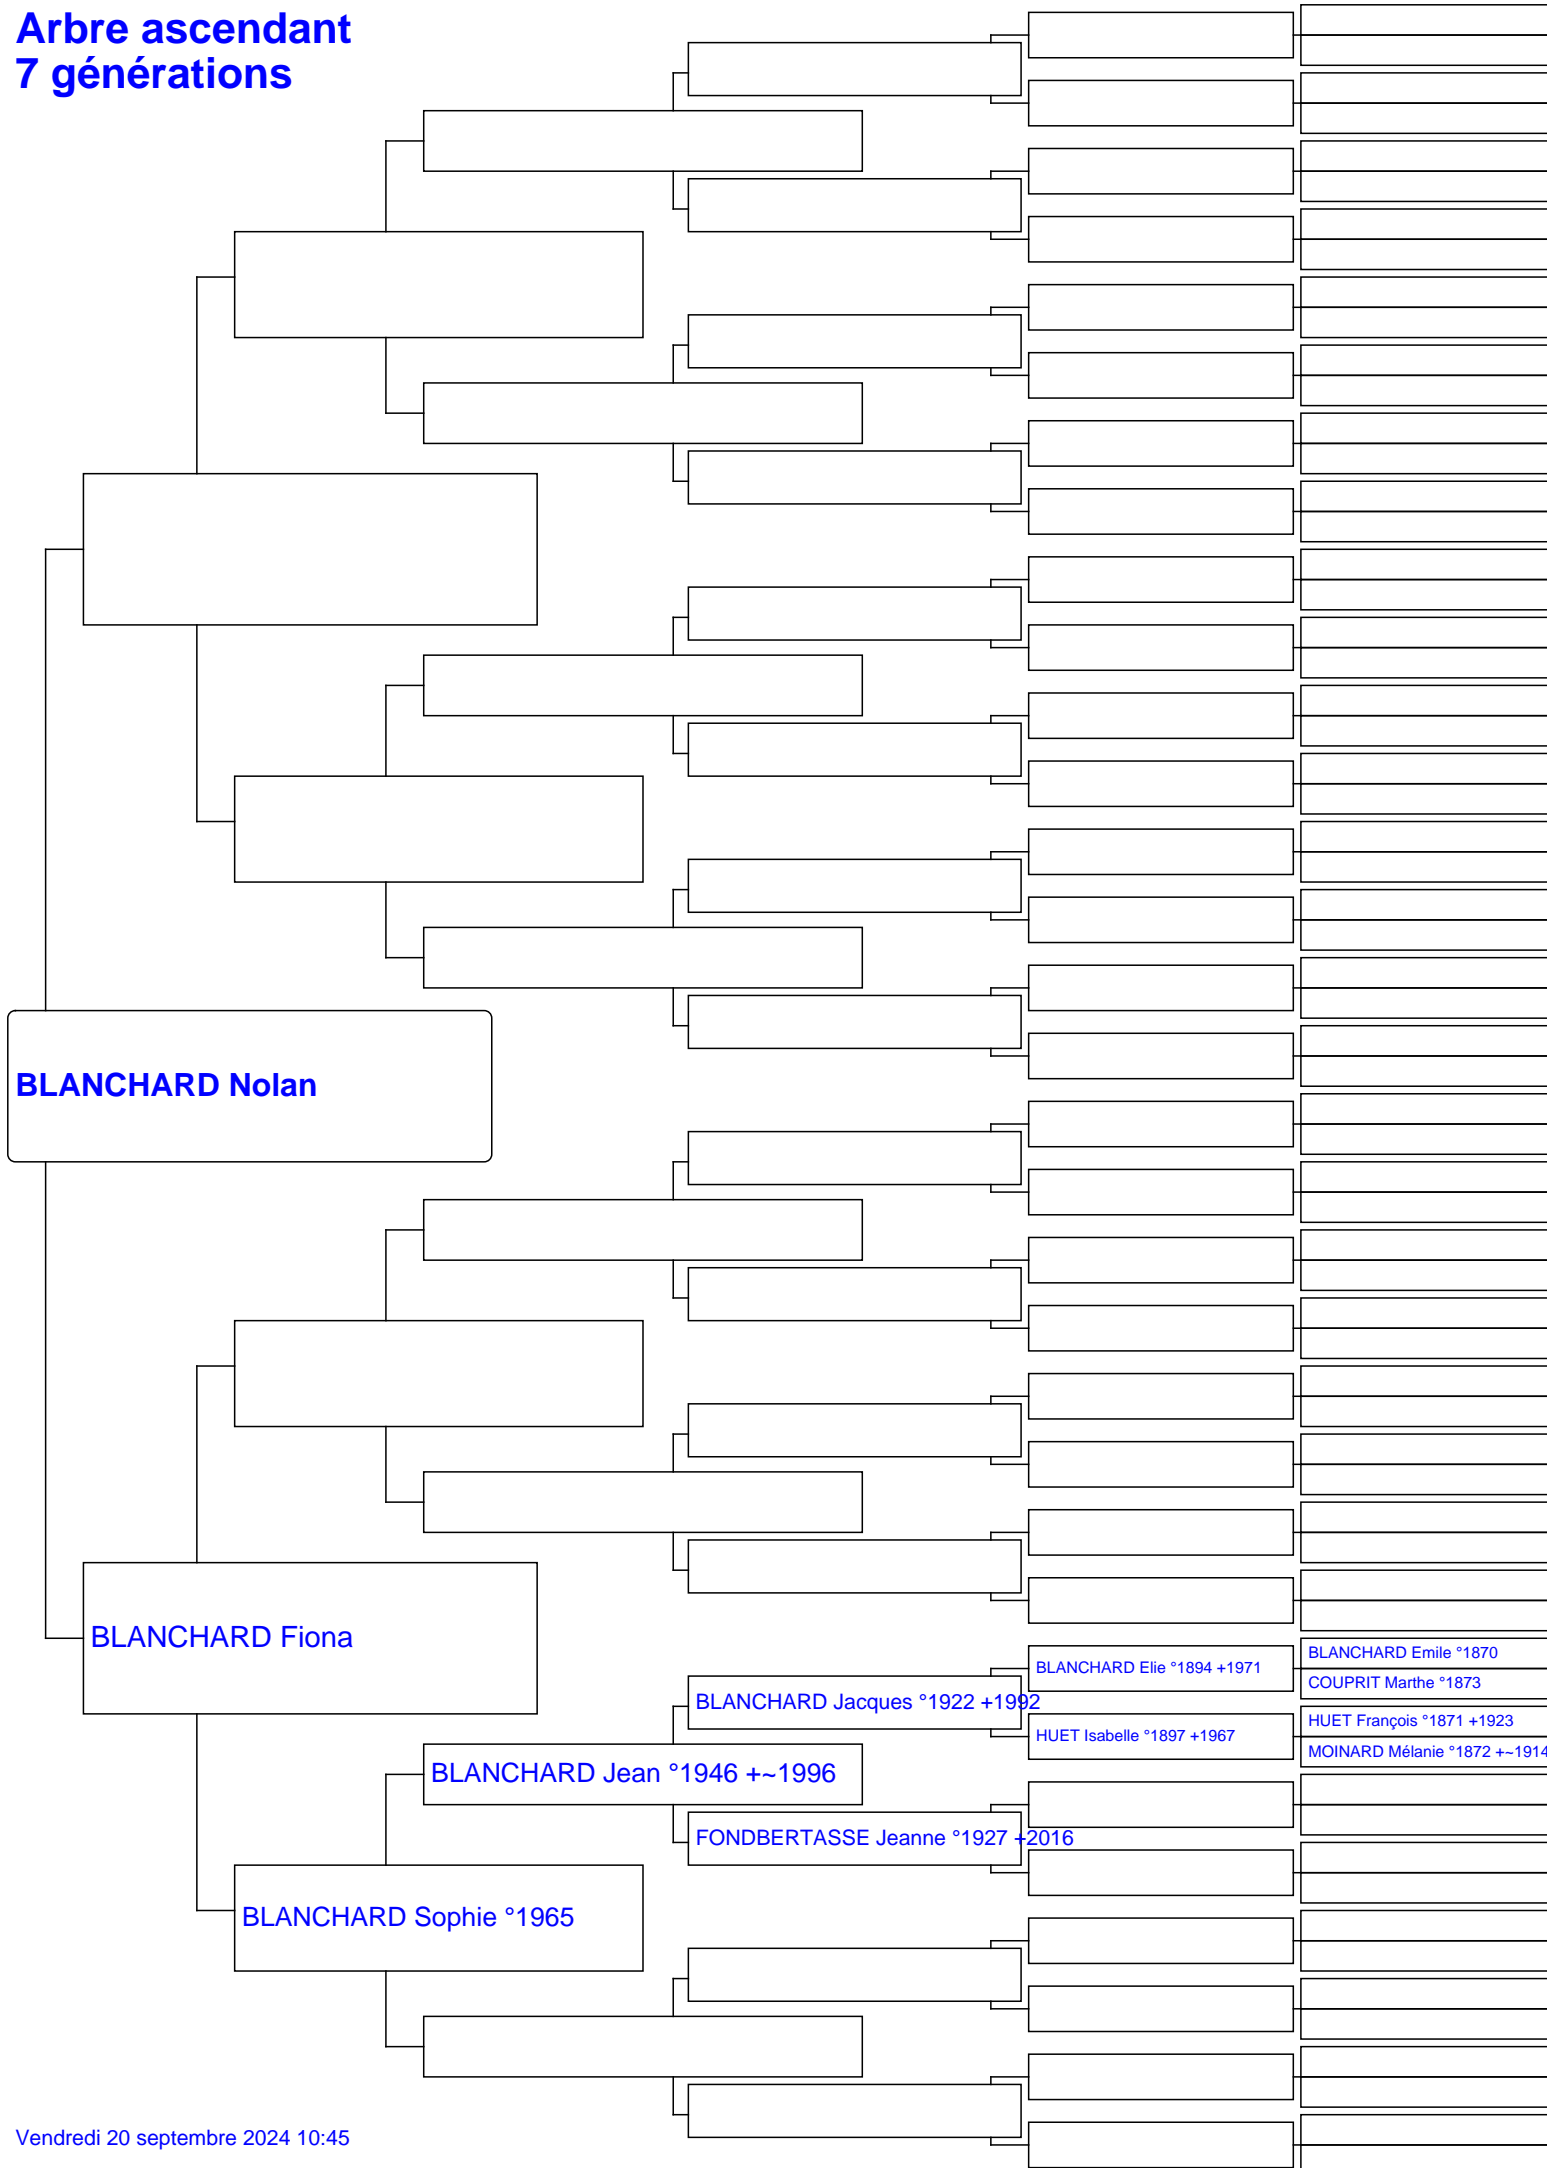 Arbre ascendant
7 générations
BLANCHARD Nolan
BLANCHARD Fiona
BLANCHARD Emile °1870
BLANCHARD Elie °1894 +1971
COUPRIT Marthe °1873
BLANCHARD Jacques °1922 +1992
HUET François °1871 +1923
HUET Isabelle °1897 +1967
MOINARD Mélanie °1872 +~1914
BLANCHARD Jean °1946 +~1996
FONDBERTASSE Jeanne °1927 +2016
BLANCHARD Sophie °1965
Vendredi 20 septembre 2024 10:45